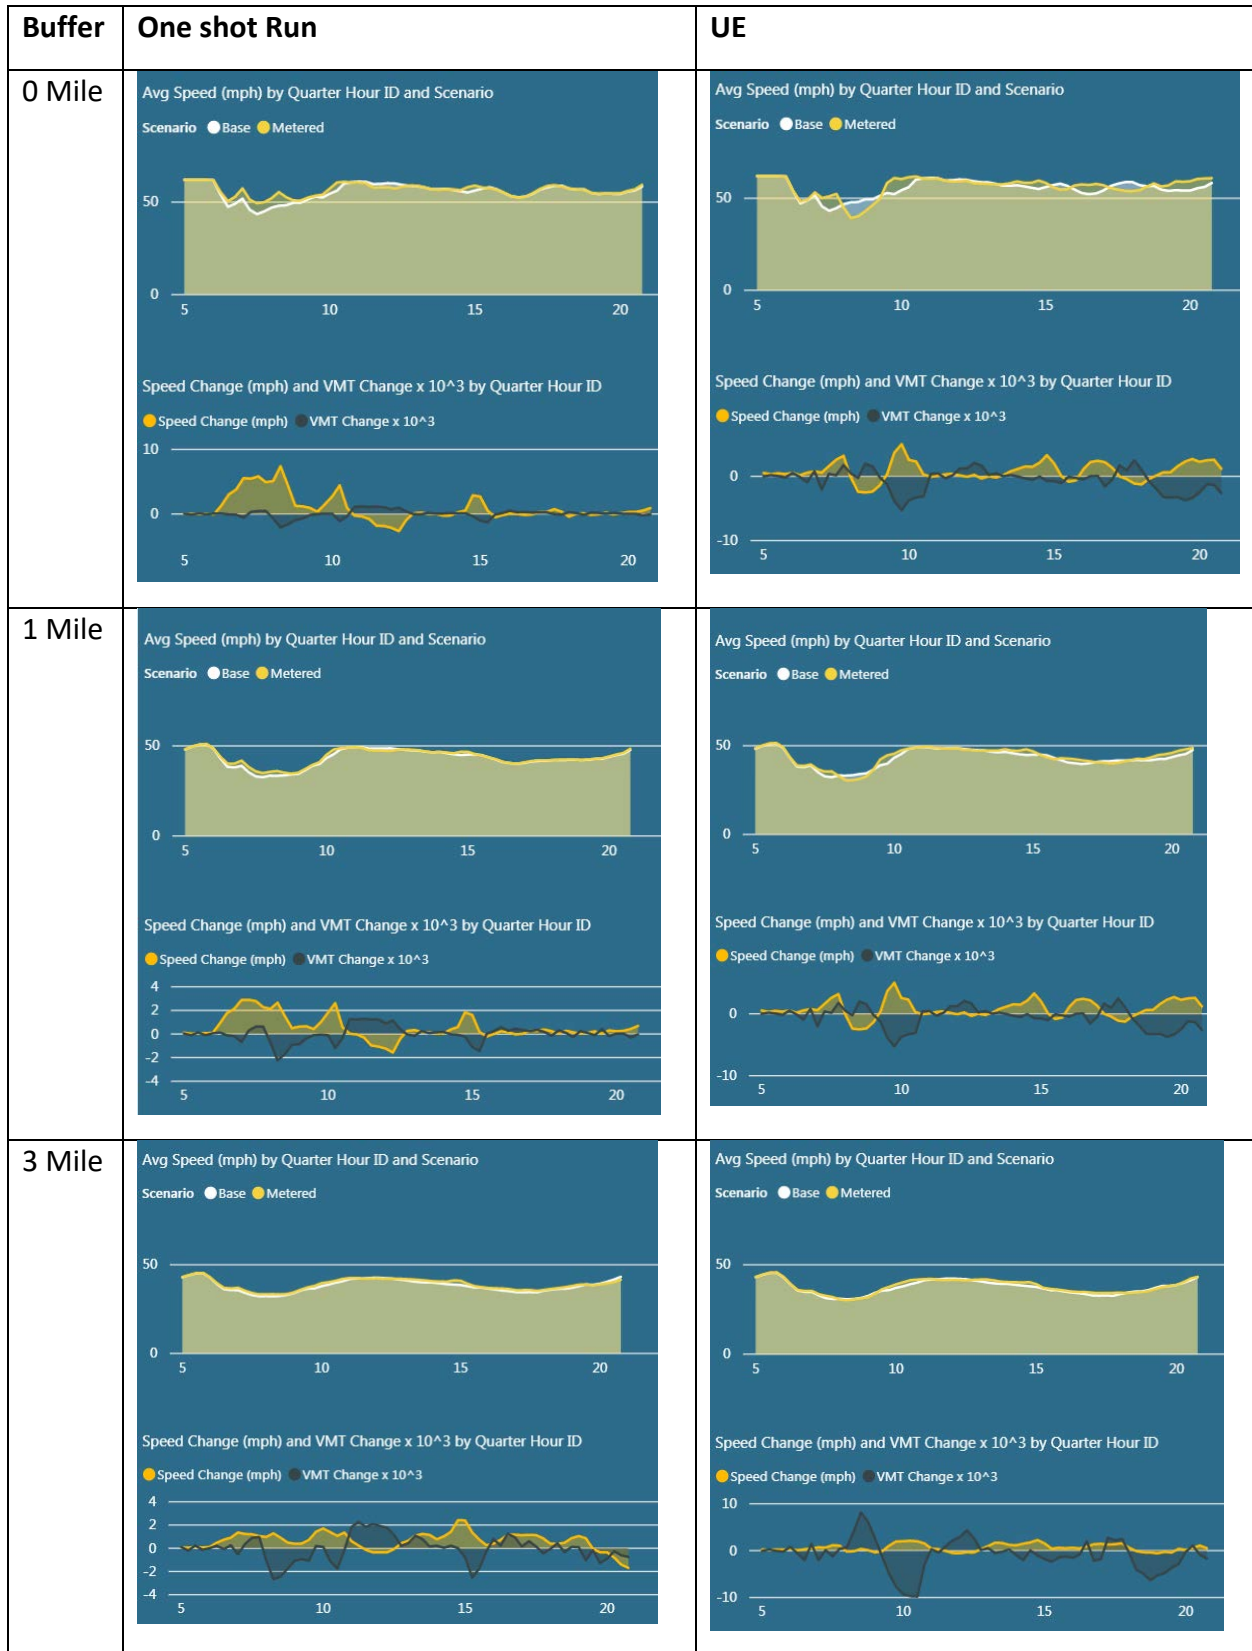 Buffer One shot Run UE
0 Mile
Avg Speed (mph) by Quarter Hour ID and Scenario
Scenario Base Metered
50
0
5 10 15 20
Speed Change (mph) and VMT Change x 10^3 by Quarter Hour ID
Speed Change (mph) VMT Change x 10^3
10
0
5 10 15 20
Avg Speed (mph) by Quarter Hour ID and Scenario
Scenario Base Metered
50
0
5 10 15 20
Speed Change (mph) and VMT Change x 10^3 by Quarter Hour ID
Speed Change (mph) VMT Change x 10^3
0
-10
5 10 15 20
1 Mile
Avg Speed (mph) by Quarter Hour ID and Scenario
Scenario Base Metered
50
0
5 10 15 20
Speed Change (mph) and VMT Change x 10^3 by Quarter Hour ID
Speed Change (mph) VMT Change x 10^3
4
2
0
-2
-4
5 10 15 20
Avg Speed (mph) by Quarter Hour ID and Scenario
Scenario Base Metered
50
0
5 10 15 20
Speed Change (mph) and VMT Change x 10^3 by Quarter Hour ID
Speed Change (mph) VMT Change x 10^3
0
-10
5 10 15 20
3 Mile
Avg Speed (mph) by Quarter Hour ID and Scenario
Scenario Base Metered
50
0
5 10 15 20
Speed Change (mph) and VMT Change x 10^3 by Quarter Hour ID
Speed Change (mph) VMT Change x 10^3
4
2
0
-2
-4
5 10 15 20
Avg Speed (mph) by Quarter Hour ID and Scenario
Scenario Base Metered
50
0
5 10 15 20
Speed Change (mph) and VMT Change x 10^3 by Quarter Hour ID
Speed Change (mph) VMT Change x 10^3
10
0
-10
5 10 15 20